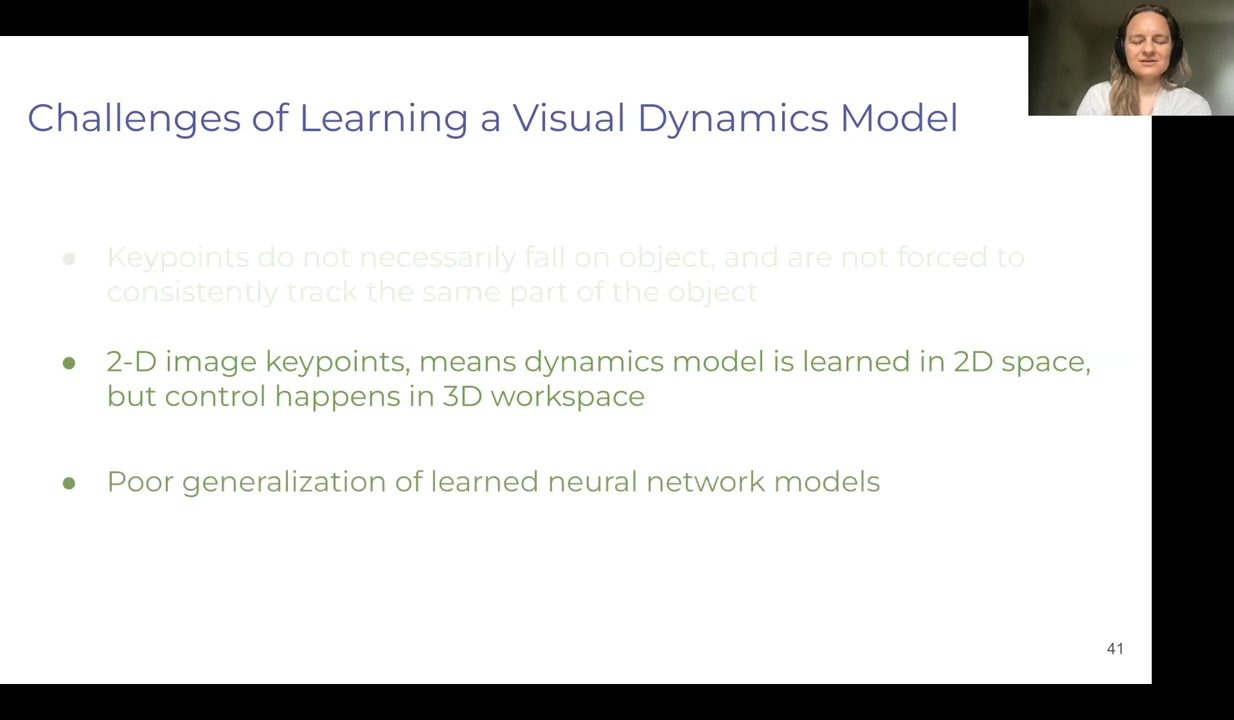 Challenges of Learning a Visual Dynamics Model
● Keypoints do not necessarily fall on object, and are not forced to
consistently track the same part of the object
● 2-D image keypoints, means dynamics model is learned in 2D space,
but control happens in 3D workspace
● Poor generalization of learned neural network models
41